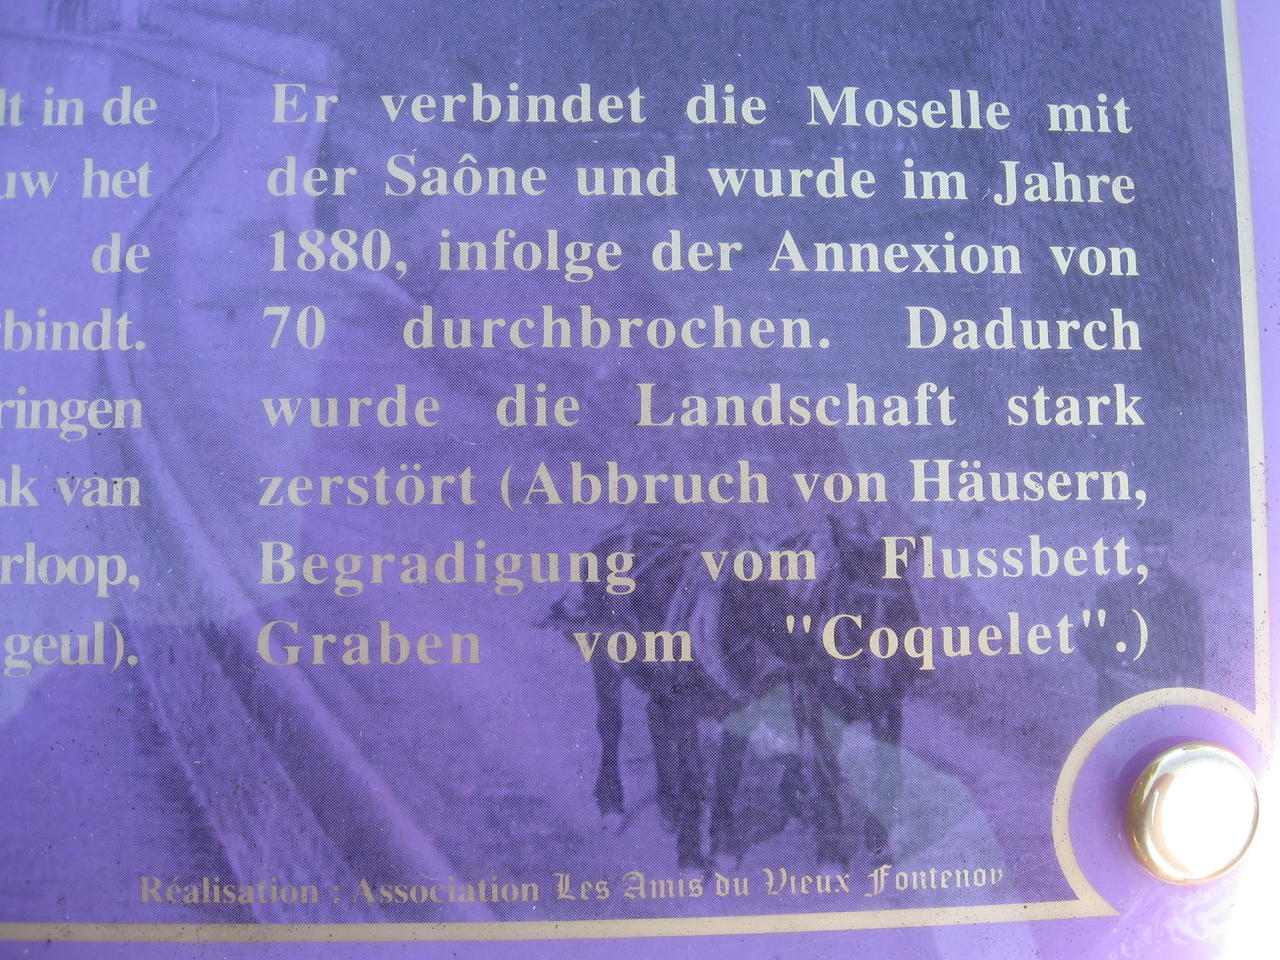 lt in de
uw het
de
bindt.
ringen
k van
rloop,
geul).
Er verbindet die Moselle mit
der Saône und wurde im Jahre
1880, infolge der Annexion von
70 durchbrochen. Dadurch
wurde die Landschaft stark
zerstört (Abbruch von Häusern,
Begradigung vom Flussbett,
Graben vom "Coquelet".)
Réalisation : Association Les Amis du Vieux Fontenoy